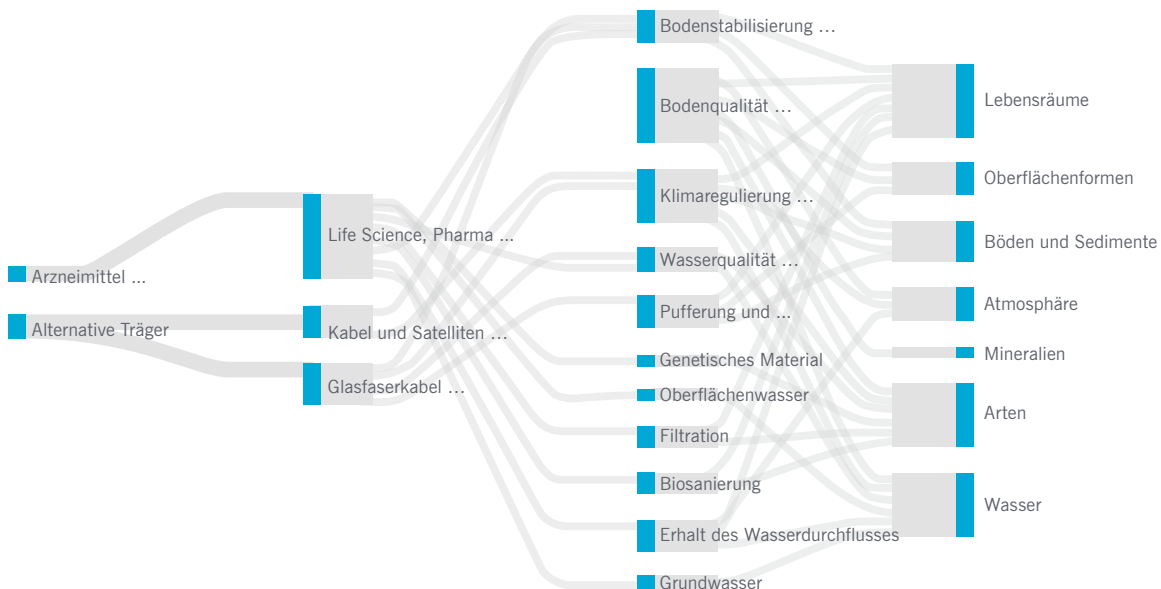 Arzneimittel ...
Alternative Träger
Life Science, Pharma ...
Kabel und Satelliten …
Glasfaserkabel …
Bodenstabilisierung …
Bodenqualität …
Klimaregulierung …
Wasserqualität …
Pufferung und ...
Genetisches Material
Oberflächenwasser
Filtration
Biosanierung
Erhalt des Wasserdurchflusses
Grundwasser
Lebensräume
Oberflächenformen
Böden und Sedimente
Atmosphäre
Mineralien
Arten
Wasser